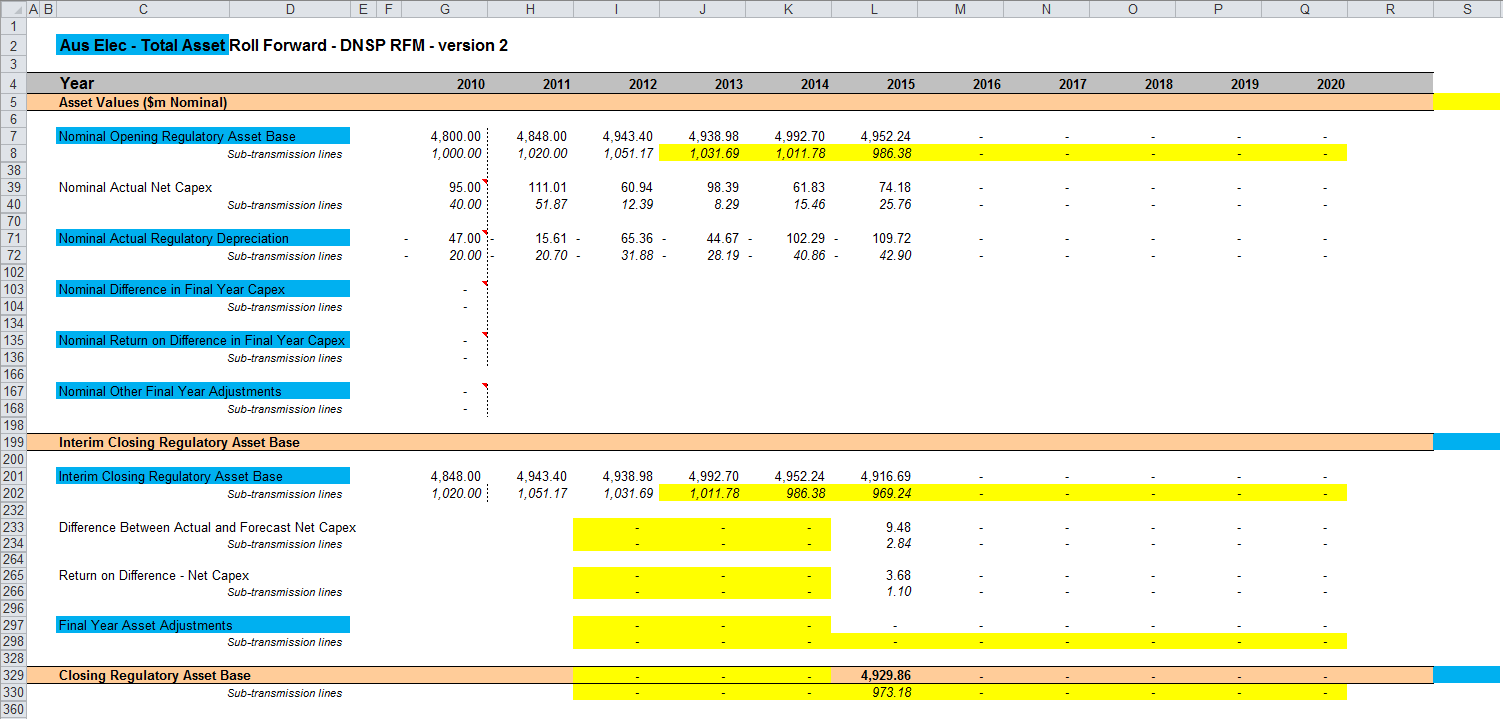 A B C D E F G H I J K L M N O P Q R S
1
2 Aus Elec - Total Asset Roll Forward - DNSP RFM - version 2
3
4 Year 2010 2011 2012 2013 2014 2015 2016 2017 2018 2019 2020
5 Asset Values ($m Nominal)
6
7 Nominal Opening Regulatory Asset Base 4,800.00 4,848.00 4,943.40 4,938.98 4,992.70 4,952.24 - - - - -
8 Sub-transmission lines 1,000.00 1,020.00 1,051.17 1,031.69 1,011.78 986.38 - - - - -
38
39 Nominal Actual Net Capex 95.00 111.01 60.94 98.39 61.83 74.18 - - - - -
40 Sub-transmission lines 40.00 51.87 12.39 8.29 15.46 25.76 - - - - -
70
71 Nominal Actual Regulatory Depreciation - 47.00 - 15.61 - 65.36 - 44.67 - 102.29 - 109.72 - - - - -
72 Sub-transmission lines - 20.00 - 20.70 - 31.88 - 28.19 - 40.86 - 42.90 - - - - -
102
103 Nominal Difference in Final Year Capex -
104 Sub-transmission lines -
134
135 Nominal Return on Difference in Final Year Capex -
136 Sub-transmission lines -
166
167 Nominal Other Final Year Adjustments -
168 Sub-transmission lines -
198
199 Interim Closing Regulatory Asset Base
200
201 Interim Closing Regulatory Asset Base 4,848.00 4,943.40 4,938.98 4,992.70 4,952.24 4,916.69 - - - - -
202 Sub-transmission lines 1,020.00 1,051.17 1,031.69 1,011.78 986.38 969.24 - - - - -
232
233 Difference Between Actual and Forecast Net Capex - - - 9.48 - - - - -
234 Sub-transmission lines - - - 2.84 - - - - -
264
265 Return on Difference - Net Capex - - - 3.68 - - - - -
266 Sub-transmission lines - - - 1.10 - - - - -
296
297 Final Year Asset Adjustments - - - - - - - - -
298 Sub-transmission lines - - - - - - - - -
328
329 Closing Regulatory Asset Base - - - 4,929.86 - - - - -
330 Sub-transmission lines - - - 973.18 - - - - -
360